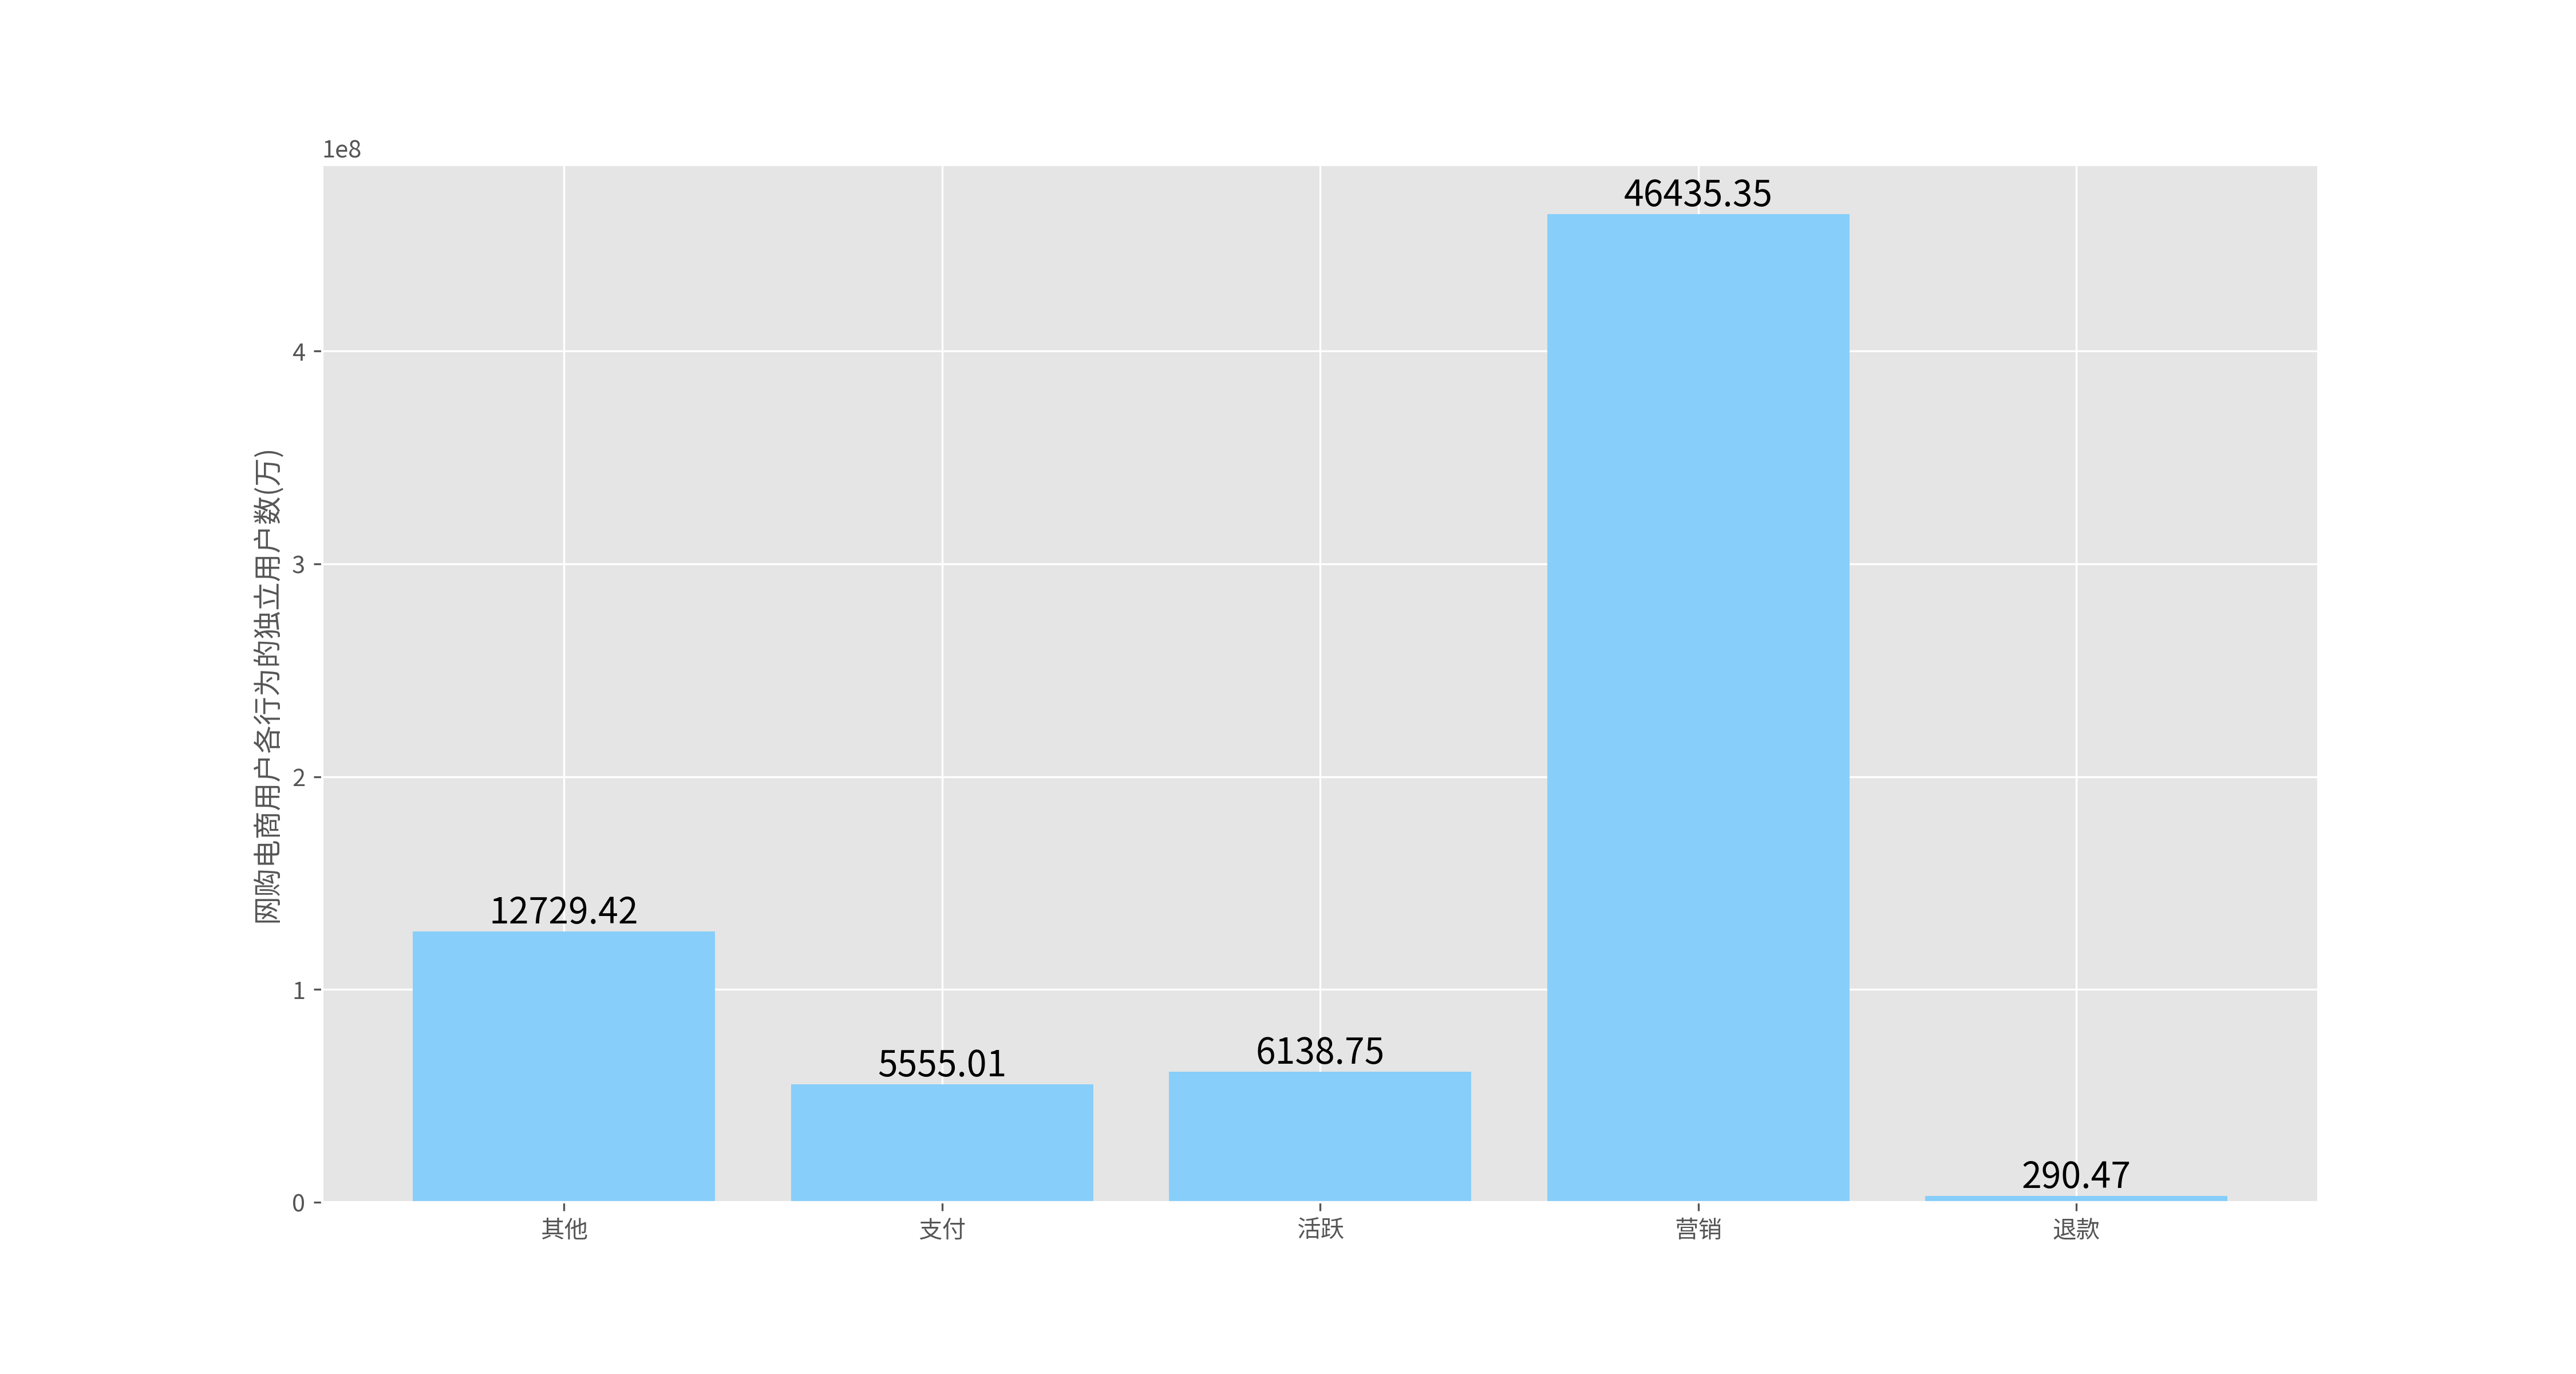 1e8
网购电商用户各行为的独立用户数(万)
4
3
2
1
0
12729.42
5555.01
6138.75
46435.35
290.47
其他
支付
活跃
营销
退款